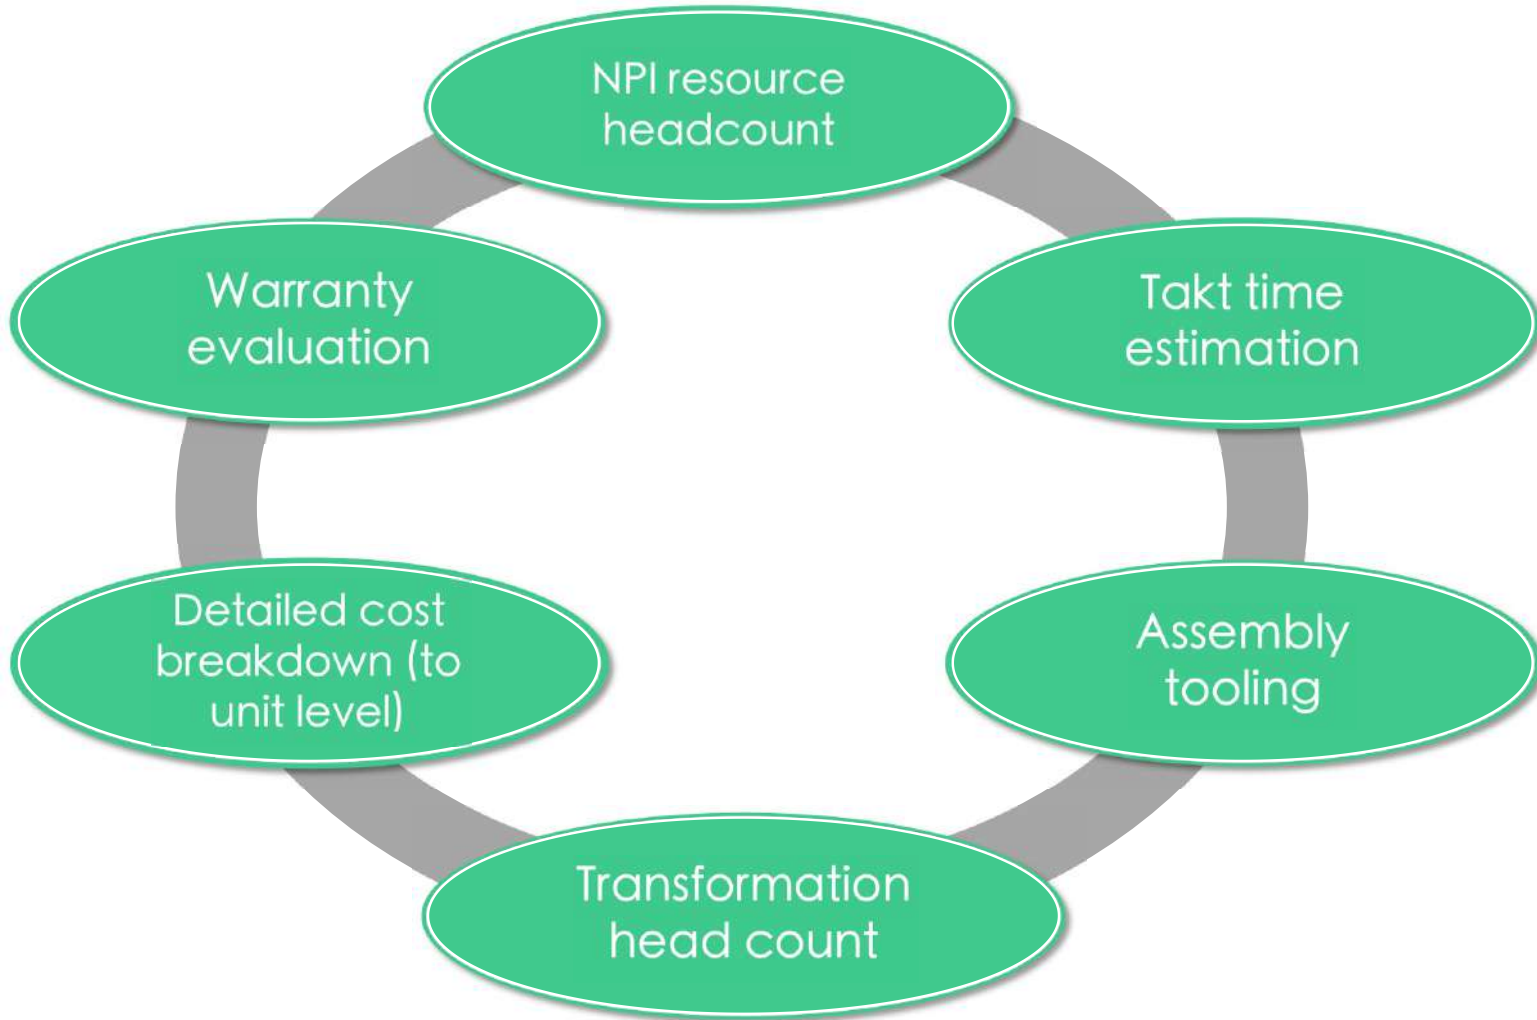 NPI resource
headcount
Takt time
estimation
Assembly
tooling
Transformation
head count
Detailed cost
breakdown (to
unit level)
Warranty
evaluation